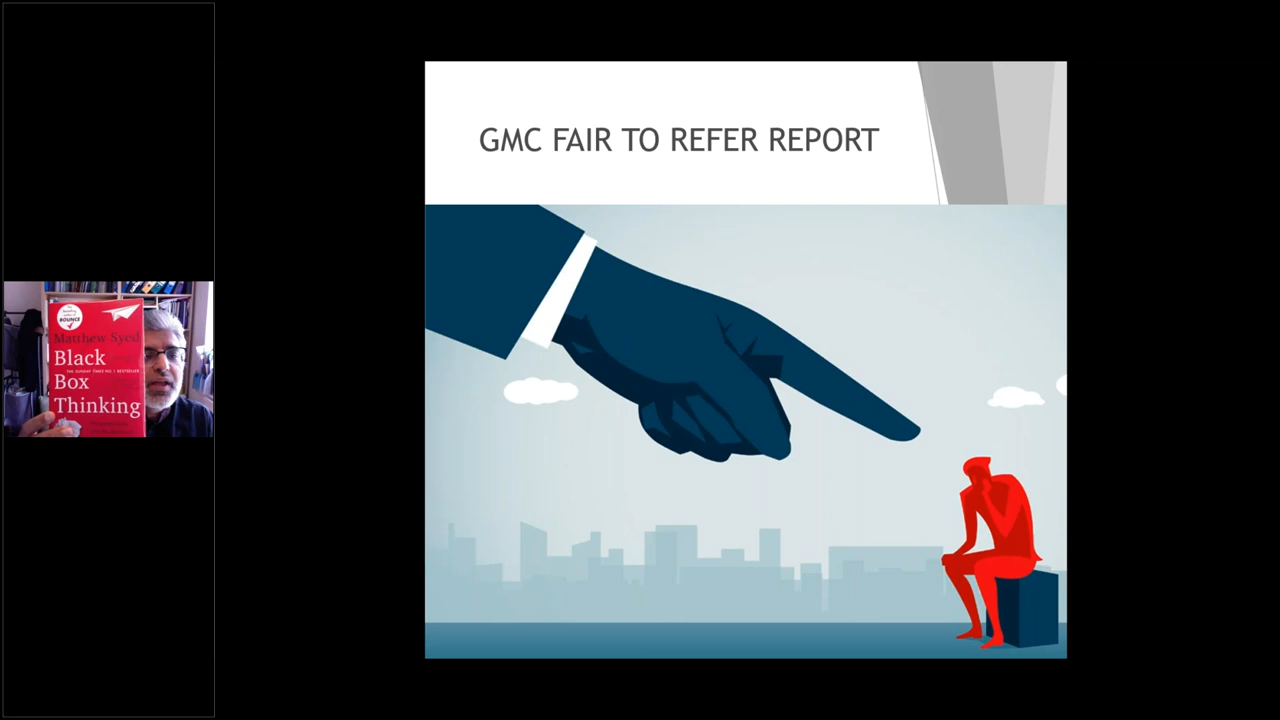 GMC FAIR TO REFER REPORT
BOUNCE
Matthew Syed
Black
THE SUNDAY TIMES NO. 1 BESTSELLER
Box
Thinking